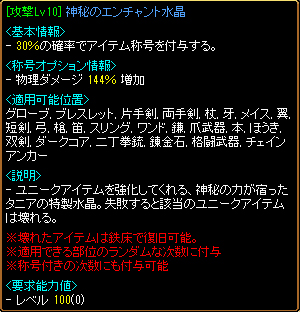 [攻撃Lv10] 神秘のエンチャント水晶
<基本情報>
- 30%の確率でアイテム称号を付与する。
<称号オプション情報>
- 物理ダメージ 144% 増加
<適用可能位置>
グローブ, ブレスレット, 片手剣, 両手剣, 杖, 牙, メイス, 翼,
短剣, 弓, 槍, 笛, スリング, ワンド, 鎌, 爪武器, 本, ほうき,
双剣, ダークコア, 二丁拳銃, 錬金石, 格闘武器, チェイン
アンカー
<説明>
- ユニークアイテムを強化してくれる、神秘の力が宿った
タニアの特製水晶。失敗すると該当のユニークアイテム
は壊れる。
※壊れたアイテムは鉄床で復旧可能。
※適用できる部位のランダムな次数に付与
※称号付きの次数にも付与可能
<要求能力値>
- レベル 100(0)